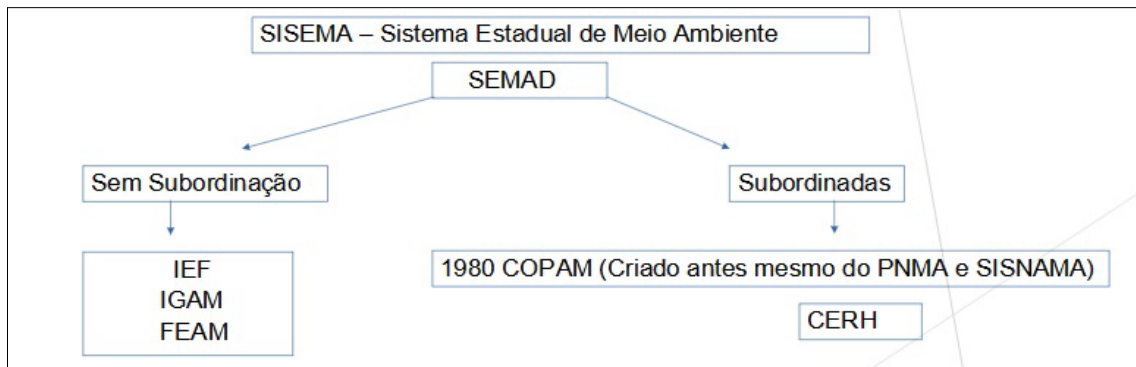 SISEMA – Sistema Estadual de Meio Ambiente
SEMAD
Sem Subordinação
Subordinadas
IEF
IGAM
FEAM
1980 COPAM (Criado antes mesmo do PNMA e SISNAMA)
CERH